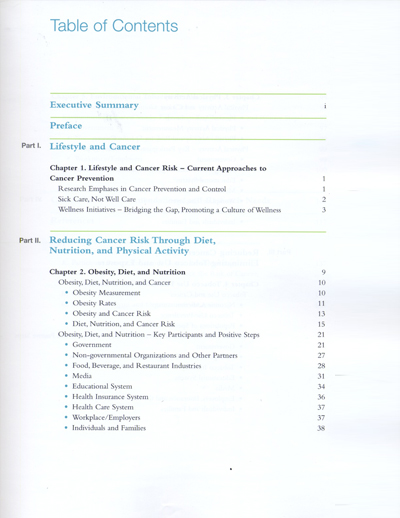 Table of Contents
Executive Summary i
Preface
Part I. Lifestyle and Cancer
Chapter 1. Lifestyle and Cancer Risk – Current Approaches to
Cancer Prevention 1
Research Emphases in Cancer Prevention and Control 1
Sick Care, Not Well Care 2
Wellness Initiatives – Bridging the Gap, Promoting a Culture of Wellness 3
Part II. Reducing Cancer Risk Through Diet,
Nutrition, and Physical Activity
Chapter 2. Obesity, Diet, and Nutrition 9
Obesity, Diet, Nutrition, and Cancer 10
• Obesity Measurement 10
• Obesity Rates 11
• Obesity and Cancer Risk 13
• Diet, Nutrition, and Cancer Risk 15
Obesity, Diet, and Nutrition – Key Participants and Positive Steps 21
• Government 21
• Non-governmental Organizations and Other Partners 27
• Food, Beverage, and Restaurant Industries 28
• Media 31
• Educational System 34
• Health Insurance System 36
• Health Care System 37
• Workplace/Employers 37
• Individuals and Families 38